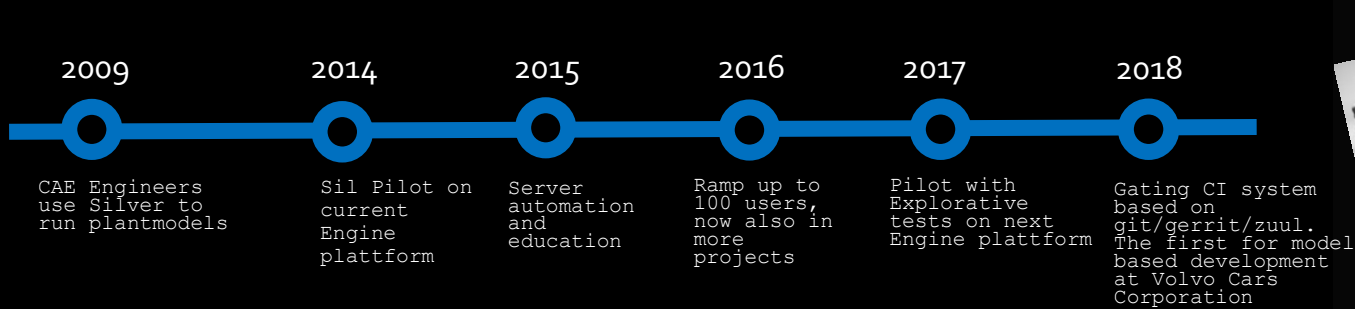 2009
CAE Engineers
use Silver to
run plantmodels
2014
Sil Pilot on
current
Engine
plattform
2015
Server
automation
and
education
2016
Ramp up to
100 users,
now also in
more
projects
2017
Pilot with
Explorative
tests on next
Engine plattform
2018
Gating CI system
based on
git/gerrit/zuul.
The first for model
based development
at Volvo Cars
Corporation